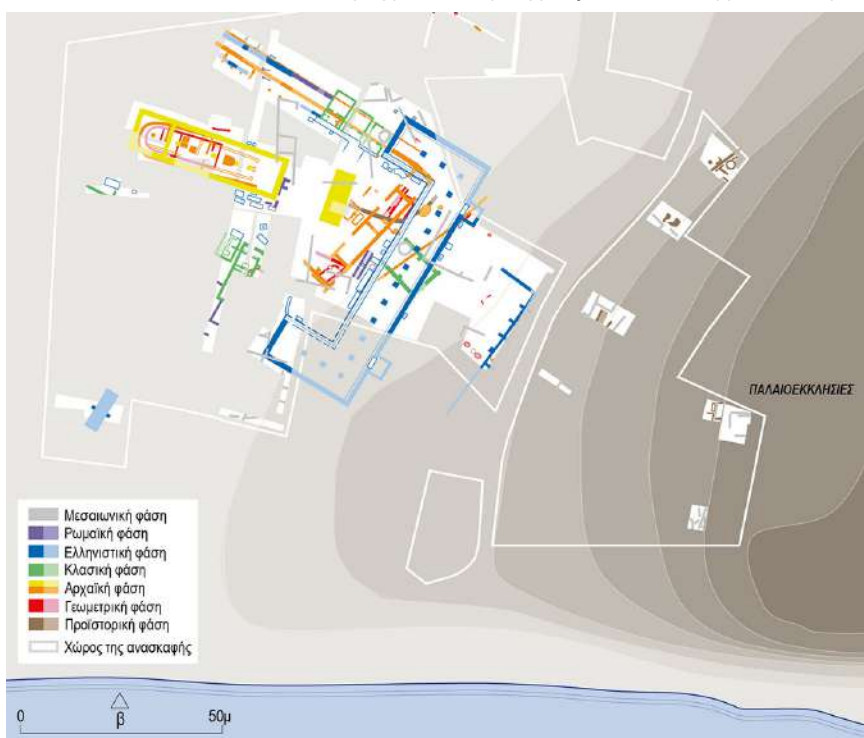 ΠΑΛΑΙΟΕΚΚΛΗΣΙΕΣ
Μεσαιωνική φάση
Ρωμαϊκή φάση
Ελληνιστική φάση
Κλασική φάση
Αρχαϊκή φάση
Γεωμετρική φάση
Προϊστορική φάση
Χώρος της ανασκαφής
0 β 50μ